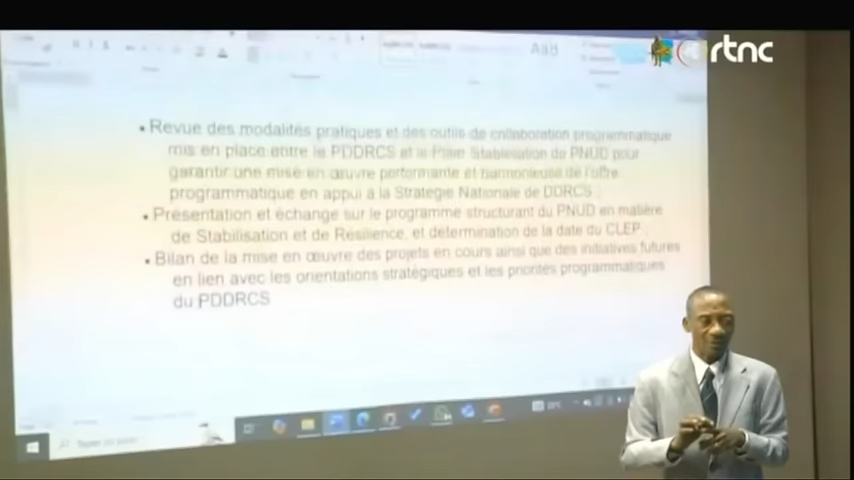 rtnc
• Revue des modalités pratiques et des outils de collaboration programmatique
mis en place entre le PDDRCS et le Pilier Stabilisation du PNUD pour
garantir une mise en œuvre performante et harmonieuse de l'offre
programmatique en appui à la Stratégie Nationale de DDRCS ;
• Présentation et échange sur le programme structurant du PNUD en matière
de Stabilisation et de Résilience, et détermination de la date du CLEP ;
• Bilan de la mise en œuvre des projets en cours ainsi que des initiatives futures
en lien avec les orientations stratégiques et les priorités programmatiques
du PDDRCS